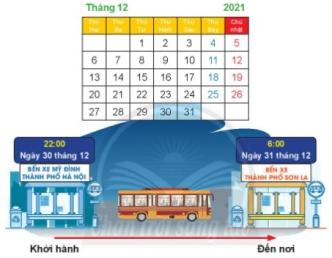 Tháng 12 2021
Thứ Hai Thứ Ba Thứ Tư Thứ Năm Thứ Sáu Thứ Bảy Chủ nhật
1 2 3 4 5
6 7 8 9 10 11 12
13 14 15 16 17 18 19
20 21 22 23 24 25 26
27 28 29 30 31
22:00
Ngày 30 tháng 12
BẾN XE MỸ ĐÌNH
THÀNH PHỐ HÀ NỘI
6:00
Ngày 31 tháng 12
BẾN XE
THÀNH PHỐ SƠN LA
Khởi hành
Đến nơi